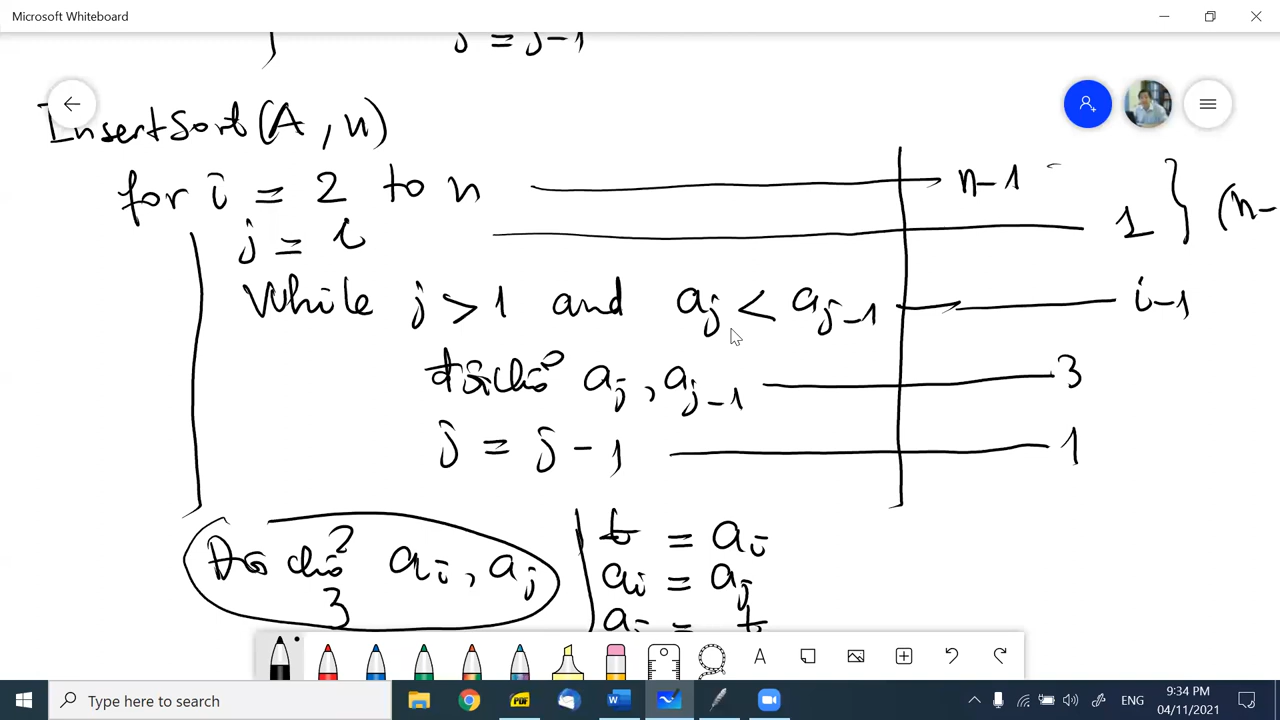 Microsoft Whiteboard
j = j-1
InsertSort(A, n)
for i = 2 to n n-1
j = i 1 } (n-
While j > 1 and aj < aj-1 i-1
đổi chỗ aj, aj-1 3
j = j - 1 1
Đổi chỗ ai, aj
3
t = ai
ai = aj
aj = t
A
Type here to search
PDF
W
ENG
9:34 PM
04/11/2021